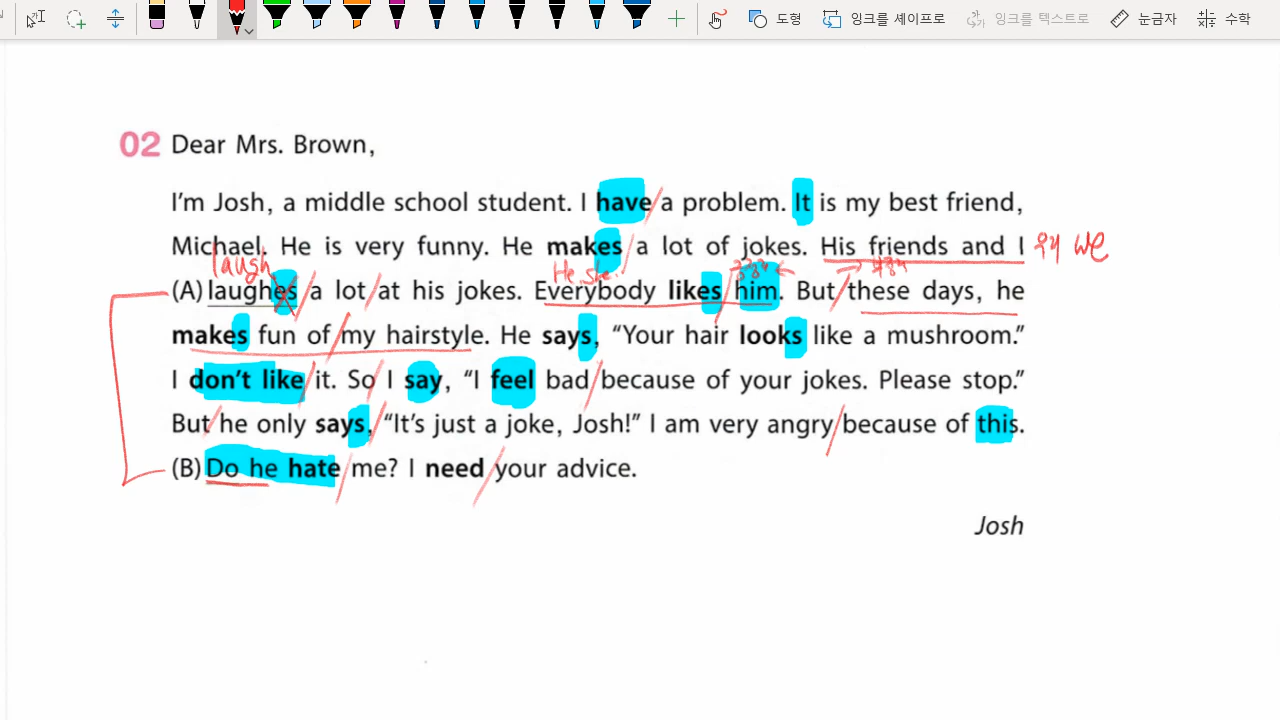 도형 잉크를 셰이프로 잉크를 텍스트로 눈금자 수학
02 Dear Mrs. Brown,
I'm Josh, a middle school student. I have a problem. It is my best friend,
Michael. He is very funny. He makes a lot of jokes. His friends and I
laugh He she.
(A) laughes a lot at his jokes. Everybody likes him. But these days, he
makes fun of my hairstyle. He says, “Your hair looks like a mushroom.”
I don't like it. So I say, “I feel bad because of your jokes. Please stop.”
But he only says, “It's just a joke, Josh!” I am very angry because of this.
(B) Do he hate me? I need your advice.
Josh